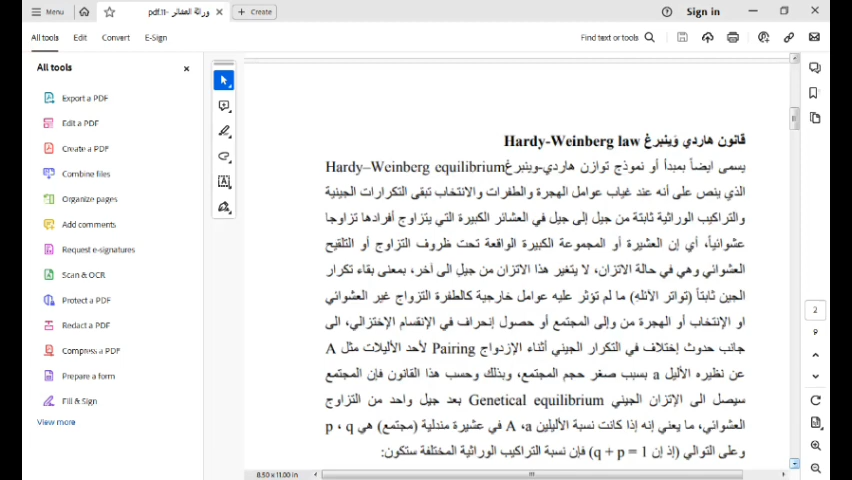 Menu
وراثة العشائر -11.pdf
Create
Sign in
All tools
Edit
Convert
E-Sign
Find text or tools
All tools
Export a PDF
Edit a PDF
Create a PDF
Combine files
Organize pages
Add comments
Request e-signatures
Scan & OCR
Protect a PDF
Redact a PDF
Compress a PDF
Prepare a form
Fill & Sign
View more
قانون هاردي وَينبرغ Hardy-Weinberg law
يسمى ايضاً بمبدأ أو نموذج توازن هاردي-وينبرغ Hardy–Weinberg equilibrium
الذي ينص على أنه عند غياب عوامل الهجرة والطفرات والانتخاب تبقى التكرارات الجينية
والتراكيب الوراثية ثابتة من جيل إلى جيل في العشائر الكبيرة التي يتزاوج أفرادها تزاوجا
عشوائياً، أي إن العشيرة أو المجموعة الكبيرة الواقعة تحت ظروف التزاوج أو التلقيح
العشوائي وهي في حالة الاتزان، لا يتغير هذا الاتزان من جيلٍ الى آخر، بمعنى بقاء تكرار
الجين ثابتاً (تواتر الأئلة) ما لم تؤثر عليه عوامل خارجية كالطفرة التزواج غير العشوائي
او الإنتخاب أو الهجرة من وإلى المجتمع أو حصول إنحراف في الإنقسام الإختزالي، الى
جانب حدوث إختلاف في التكرار الجيني أثناء الإزدواج Pairing لأحد الأليلات مثل A
عن نظيره الأليل a بسبب صغر حجم المجتمع، وبذلك وحسب هذا القانون فإن المجتمع
سيصل الى الإتزان الجيني Genetical equilibrium بعد جيل واحد من التزاوج
العشوائي، ما يعني إنه إذا كانت نسبة الأليلين A ،a في عشيرة مندلية (مجتمع) هي p ، q
وعلى التوالي (إذ إن q + p = 1) فإن نسبة التراكيب الوراثية المختلفة ستكون:
2
9
8.50 x 11.00 in